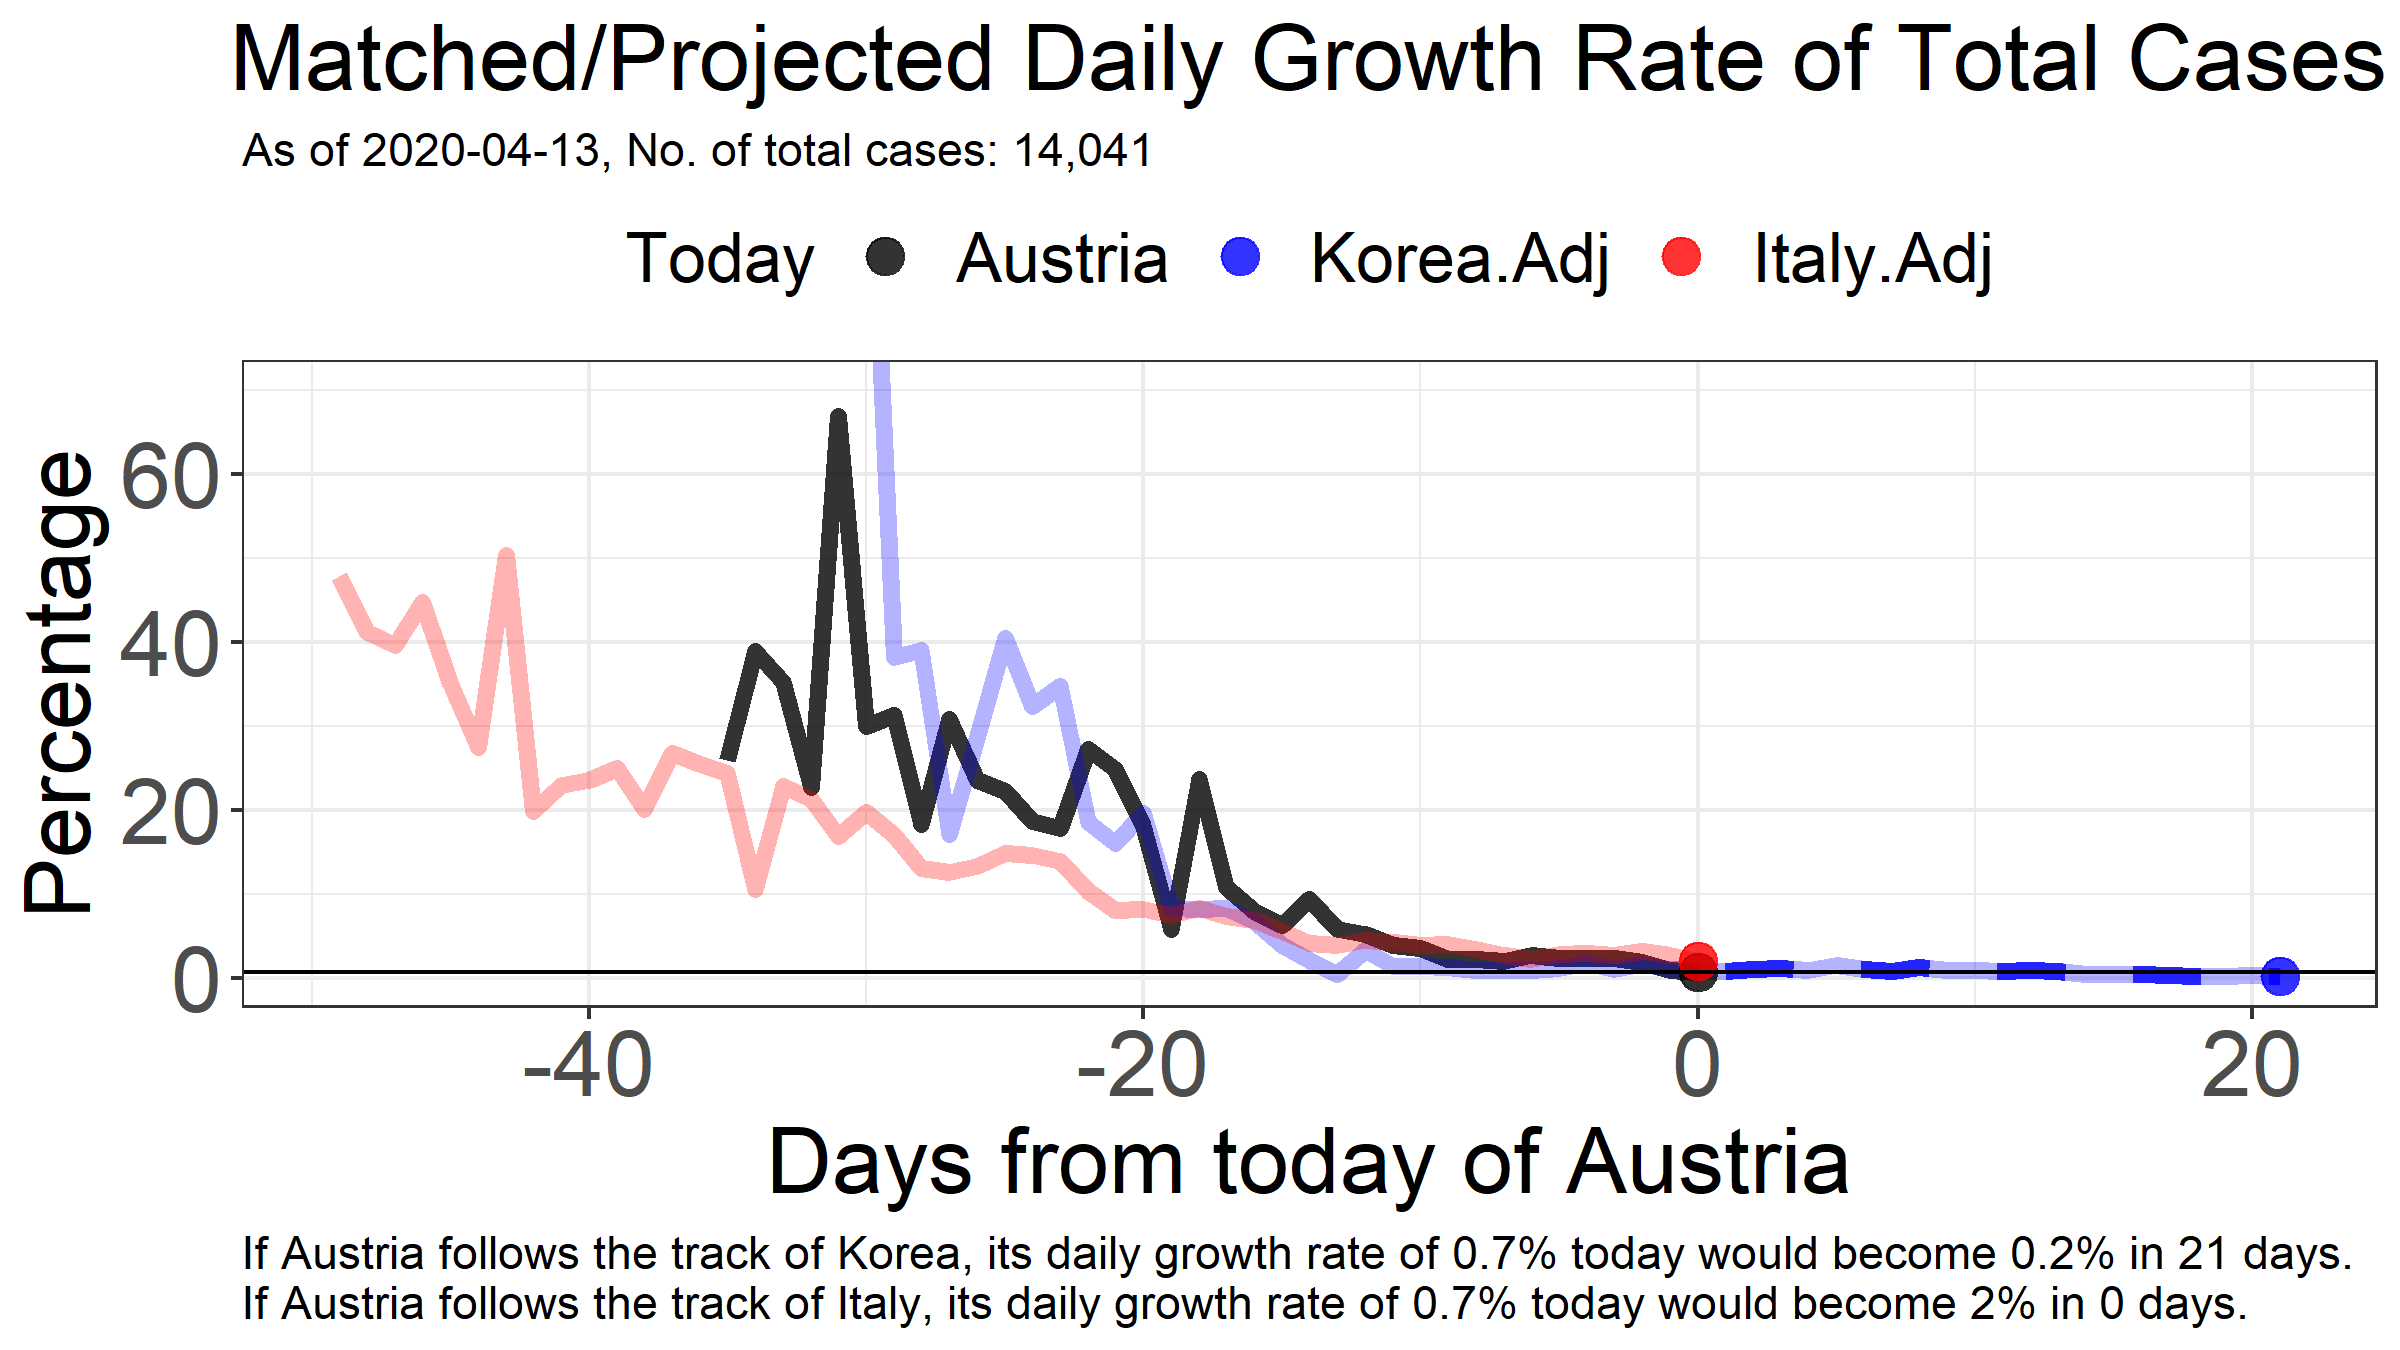 Matched/Projected Daily Growth Rate of Total Cases
As of 2020-04-13, No. of total cases: 14,041
Today Austria Korea.Adj Italy.Adj
Percentage
60
40
20
0
-40 -20 0 20
Days from today of Austria
If Austria follows the track of Korea, its daily growth rate of 0.7% today would become 0.2% in 21 days.
If Austria follows the track of Italy, its daily growth rate of 0.7% today would become 2% in 0 days.